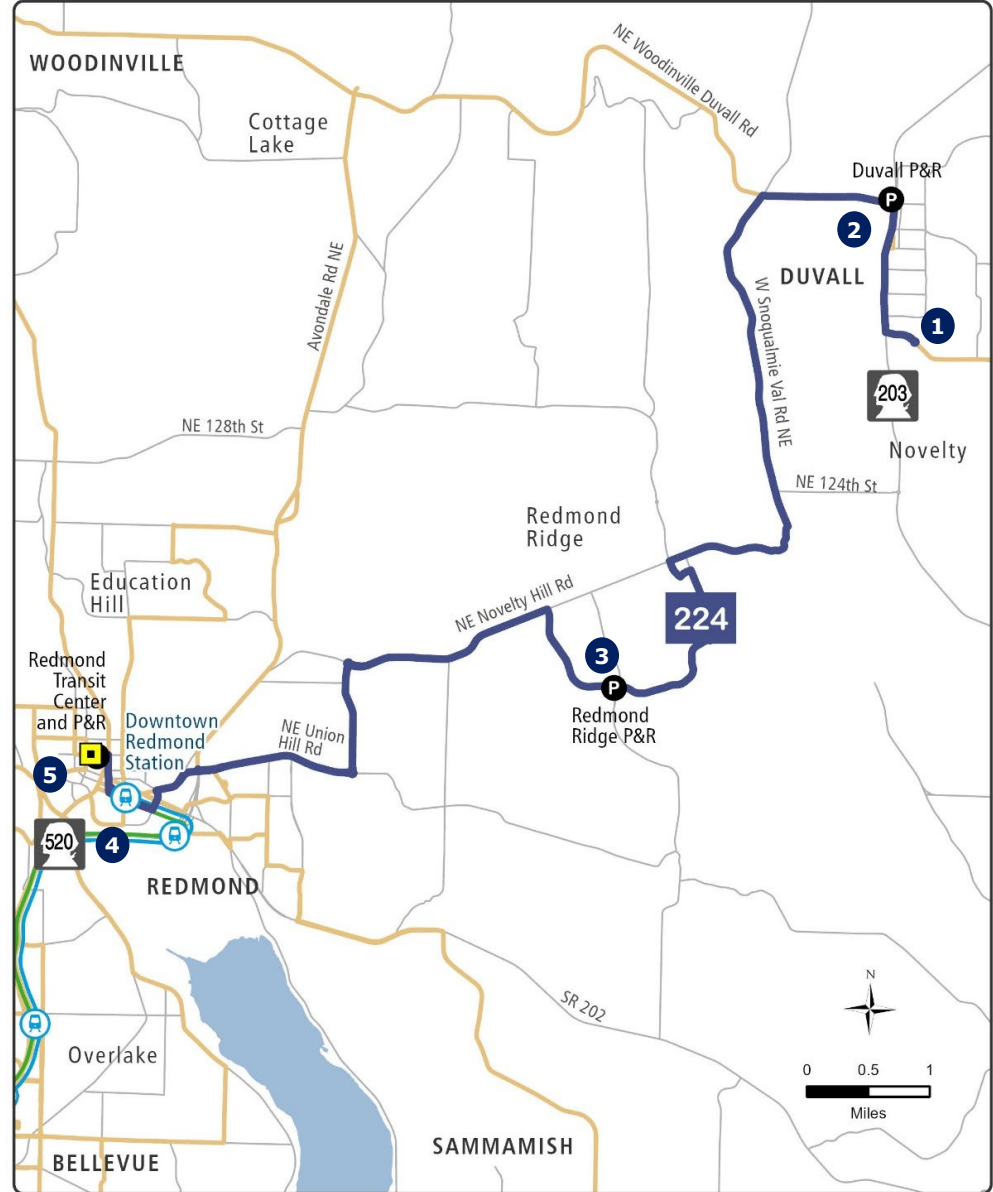 WOODINVILLE
Cottage
Lake
NE Woodinville Duvall Rd
Duvall P&R
P
2
DUVALL
1
203
Novelty
Avondale Rd NE
W Snoqualmie Val Rd NE
NE 128th St
NE 124th St
Redmond
Ridge
Education
Hill
NE Novelty Hill Rd
224
3
P
Redmond
Ridge P&R
Redmond
Transit
Center
and P&R
Downtown
Redmond
Station
NE Union
Hill Rd
5
520
4
REDMOND
SR 202
N
Overlake
0 0.5 1
Miles
SAMMAMISH
BELLEVUE